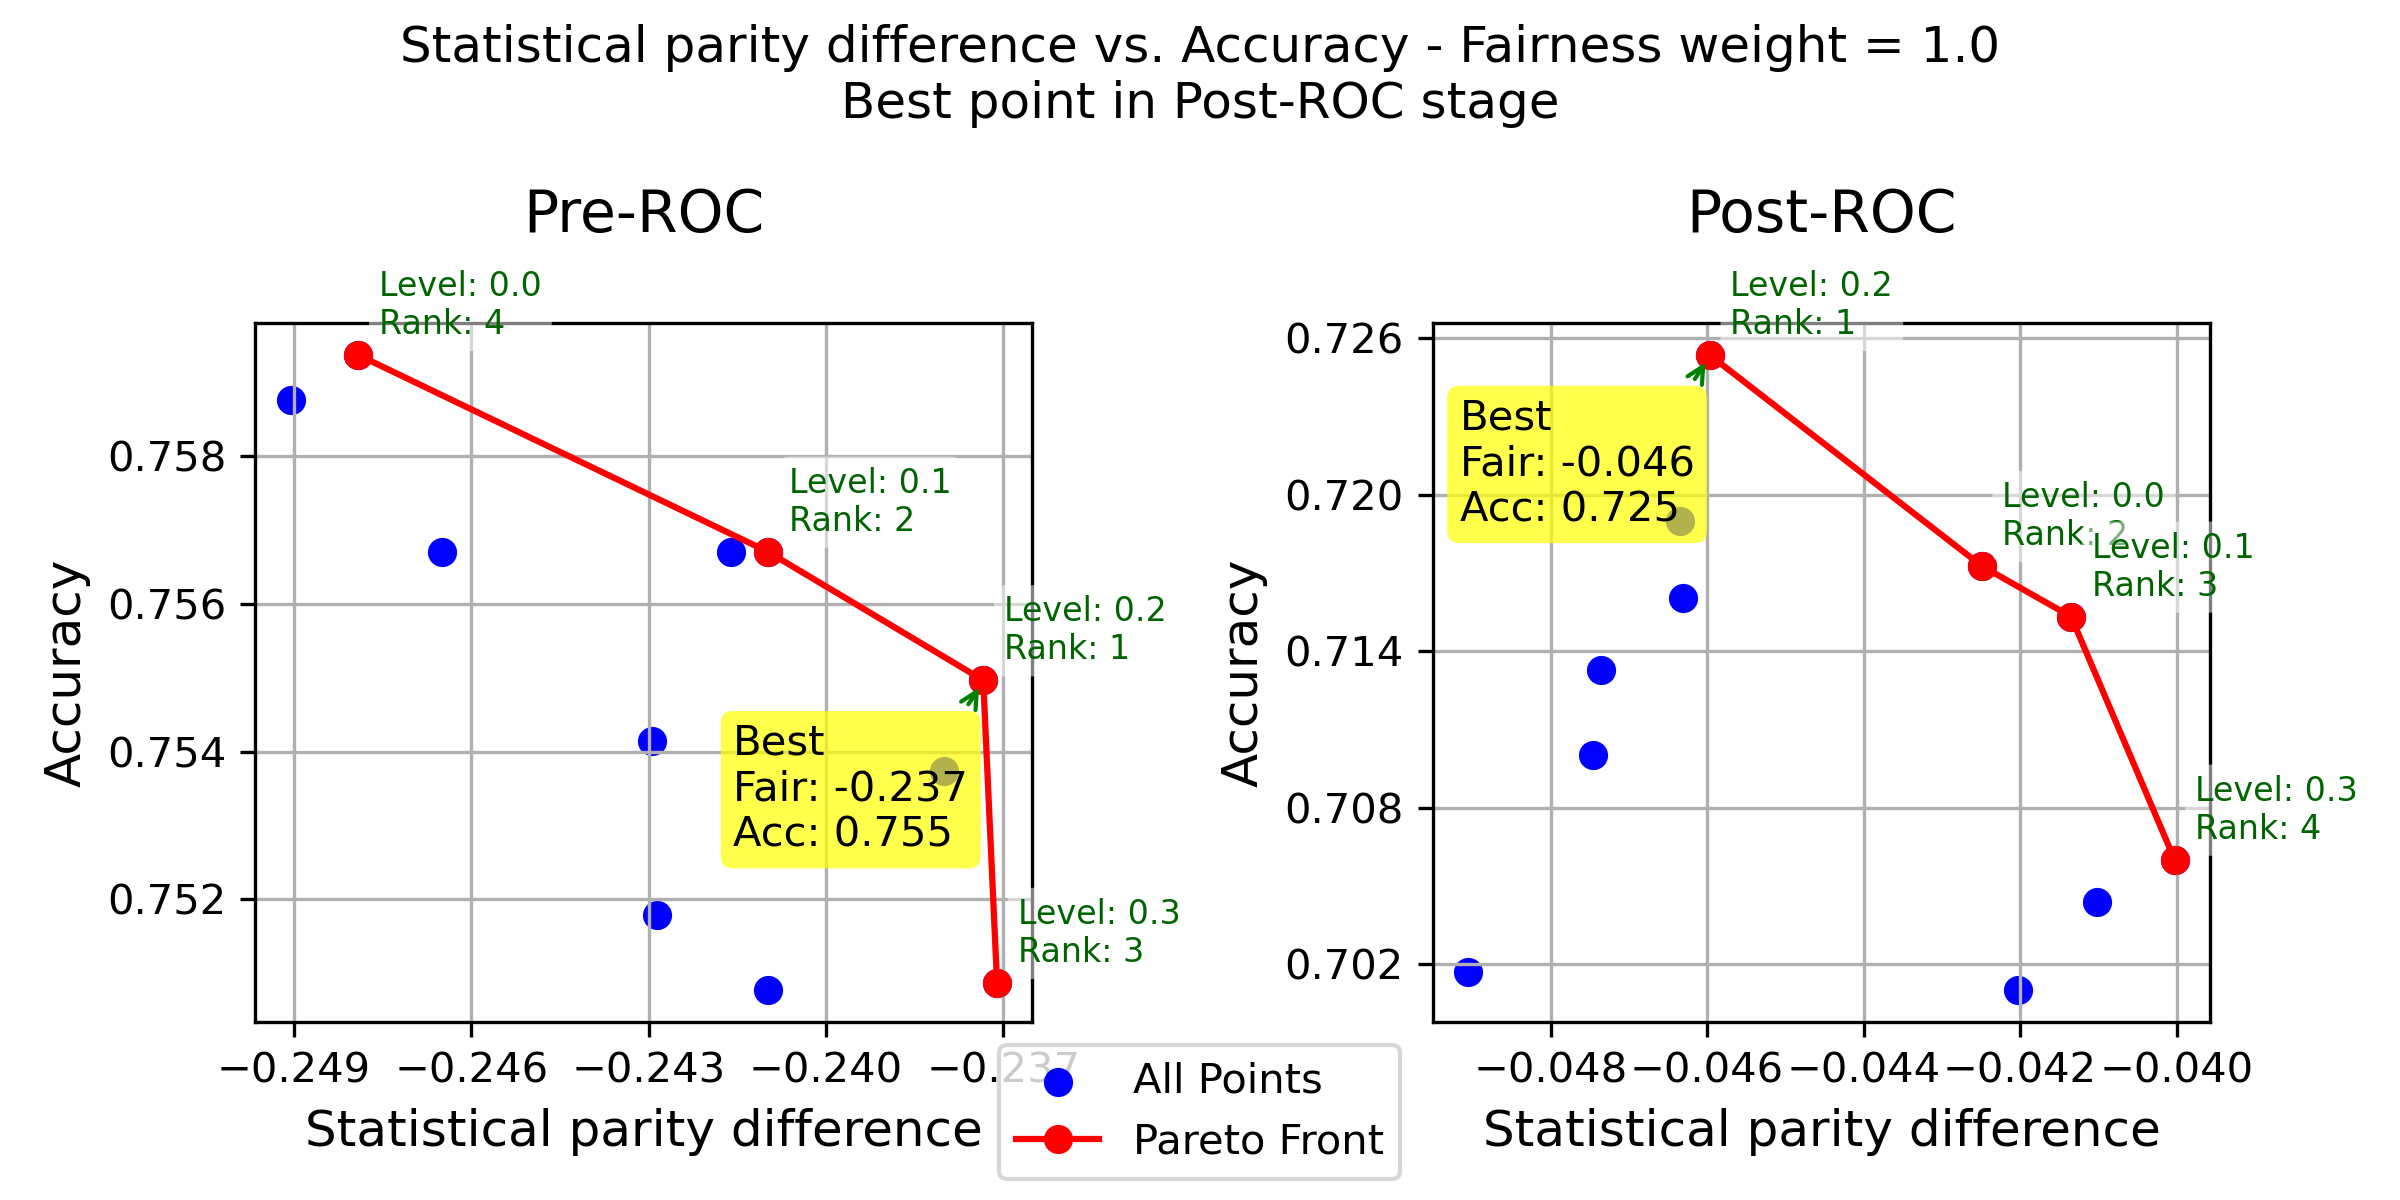 Statistical parity difference vs. Accuracy - Fairness weight = 1.0
Best point in Post-ROC stage
Pre-ROC
Level: 0.0
Rank: 4
Level: 0.1
Rank: 2
Level: 0.2
Rank: 1
Best
Fair: -0.237
Acc: 0.755
Level: 0.3
Rank: 3
0.758
0.756
0.754
0.752
Accuracy
−0.249
−0.246
−0.243
−0.240
−0.237
Statistical parity difference
Post-ROC
Level: 0.2
Rank: 1
Best
Fair: -0.046
Acc: 0.725
Level: 0.0
Rank: 2
Level: 0.1
Rank: 3
Level: 0.3
Rank: 4
0.726
0.720
0.714
0.708
0.702
Accuracy
−0.048
−0.046
−0.044
−0.042
−0.040
Statistical parity difference
All Points
Pareto Front